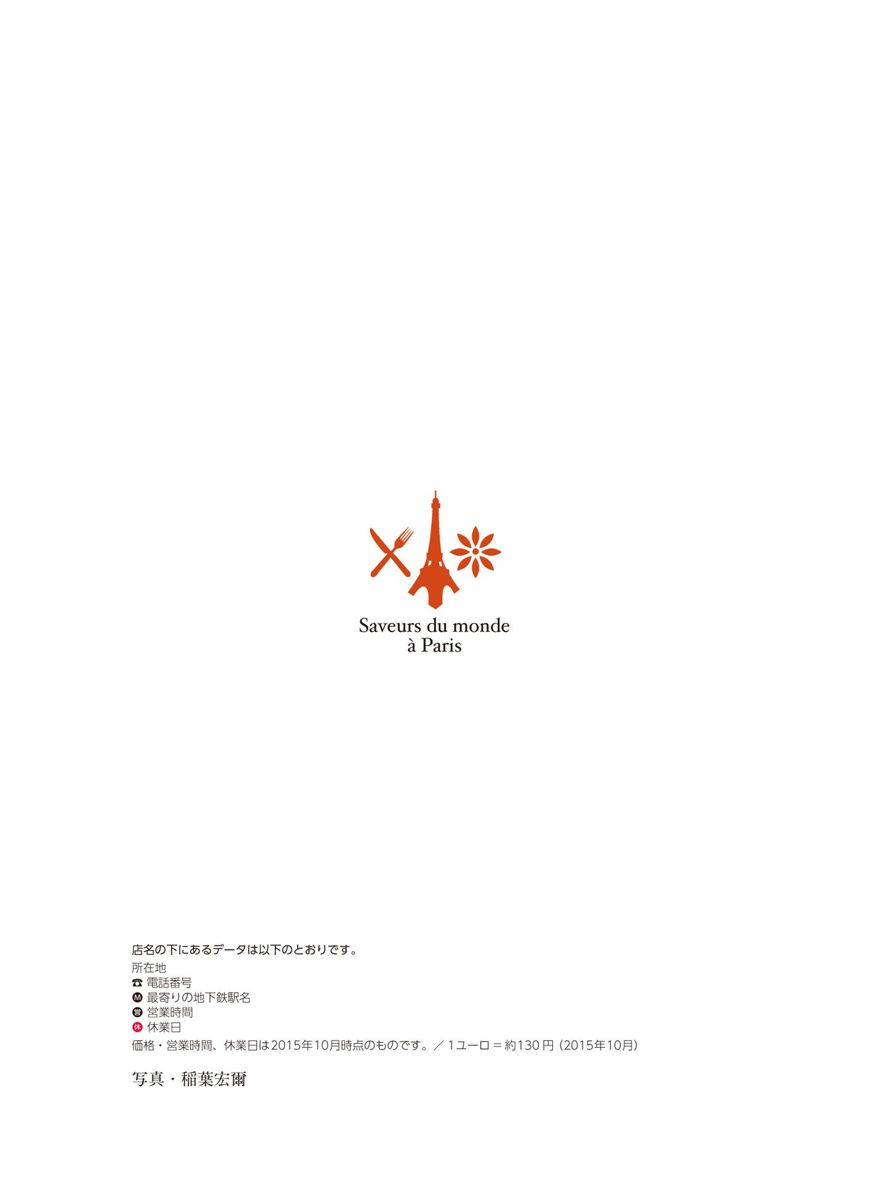 Saveurs du monde
à Paris
店名の下にあるデータは以下のとおりです。
所在地
☎ 電話番号
Ⓜ 最寄りの地下鉄駅名
営 営業時間
休 休業日
価格・営業時間、休業日は2015年10月時点のものです。／1ユーロ＝約130円（2015年10月）
写真・稲葉宏爾